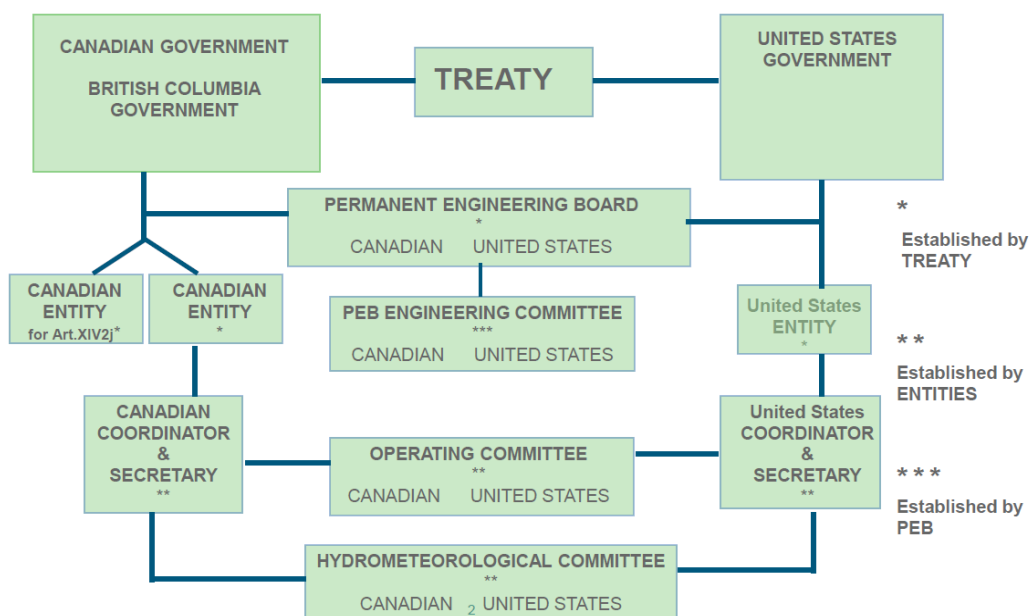 CANADIAN GOVERNMENT
BRITISH COLUMBIA
GOVERNMENT
TREATY
UNITED STATES
GOVERNMENT
PERMANENT ENGINEERING BOARD
*
CANADIAN UNITED STATES
*
Established by
TREATY
CANADIAN
ENTITY
for Art.XIV2j*
CANADIAN
ENTITY
*
PEB ENGINEERING COMMITTEE
***
CANADIAN UNITED STATES
United States
ENTITY
*
**
Established by
ENTITIES
CANADIAN
COORDINATOR
&
SECRETARY
**
OPERATING COMMITTEE
**
CANADIAN UNITED STATES
United States
COORDINATOR
&
SECRETARY
**
***
Established by
PEB
HYDROMETEOROLOGICAL COMMITTEE
**
CANADIAN 2 UNITED STATES